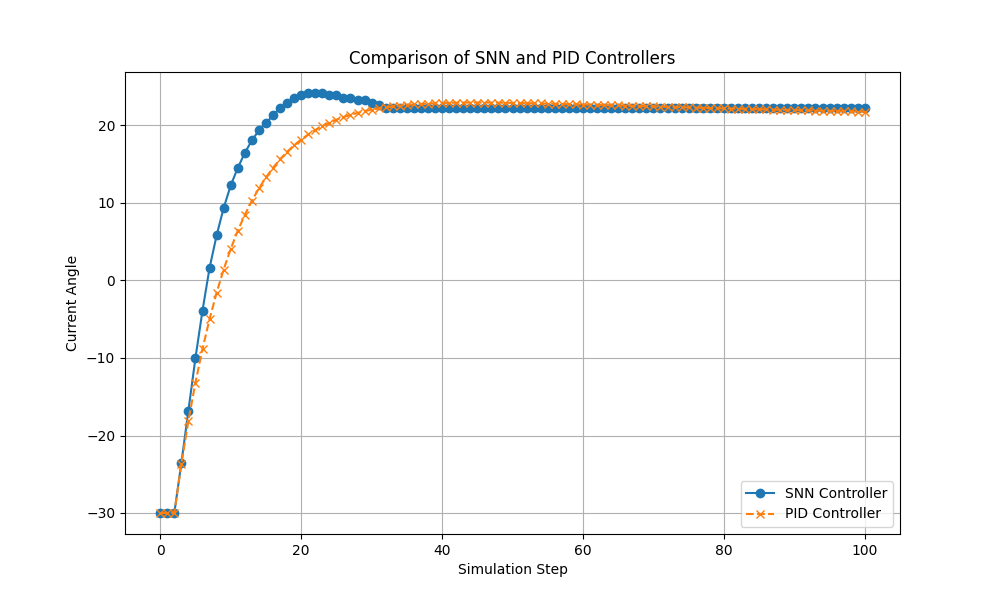 Comparison of SNN and PID Controllers
Current Angle
20
10
0
−10
−20
−30
SNN Controller
PID Controller
0 20 40 60 80 100
Simulation Step